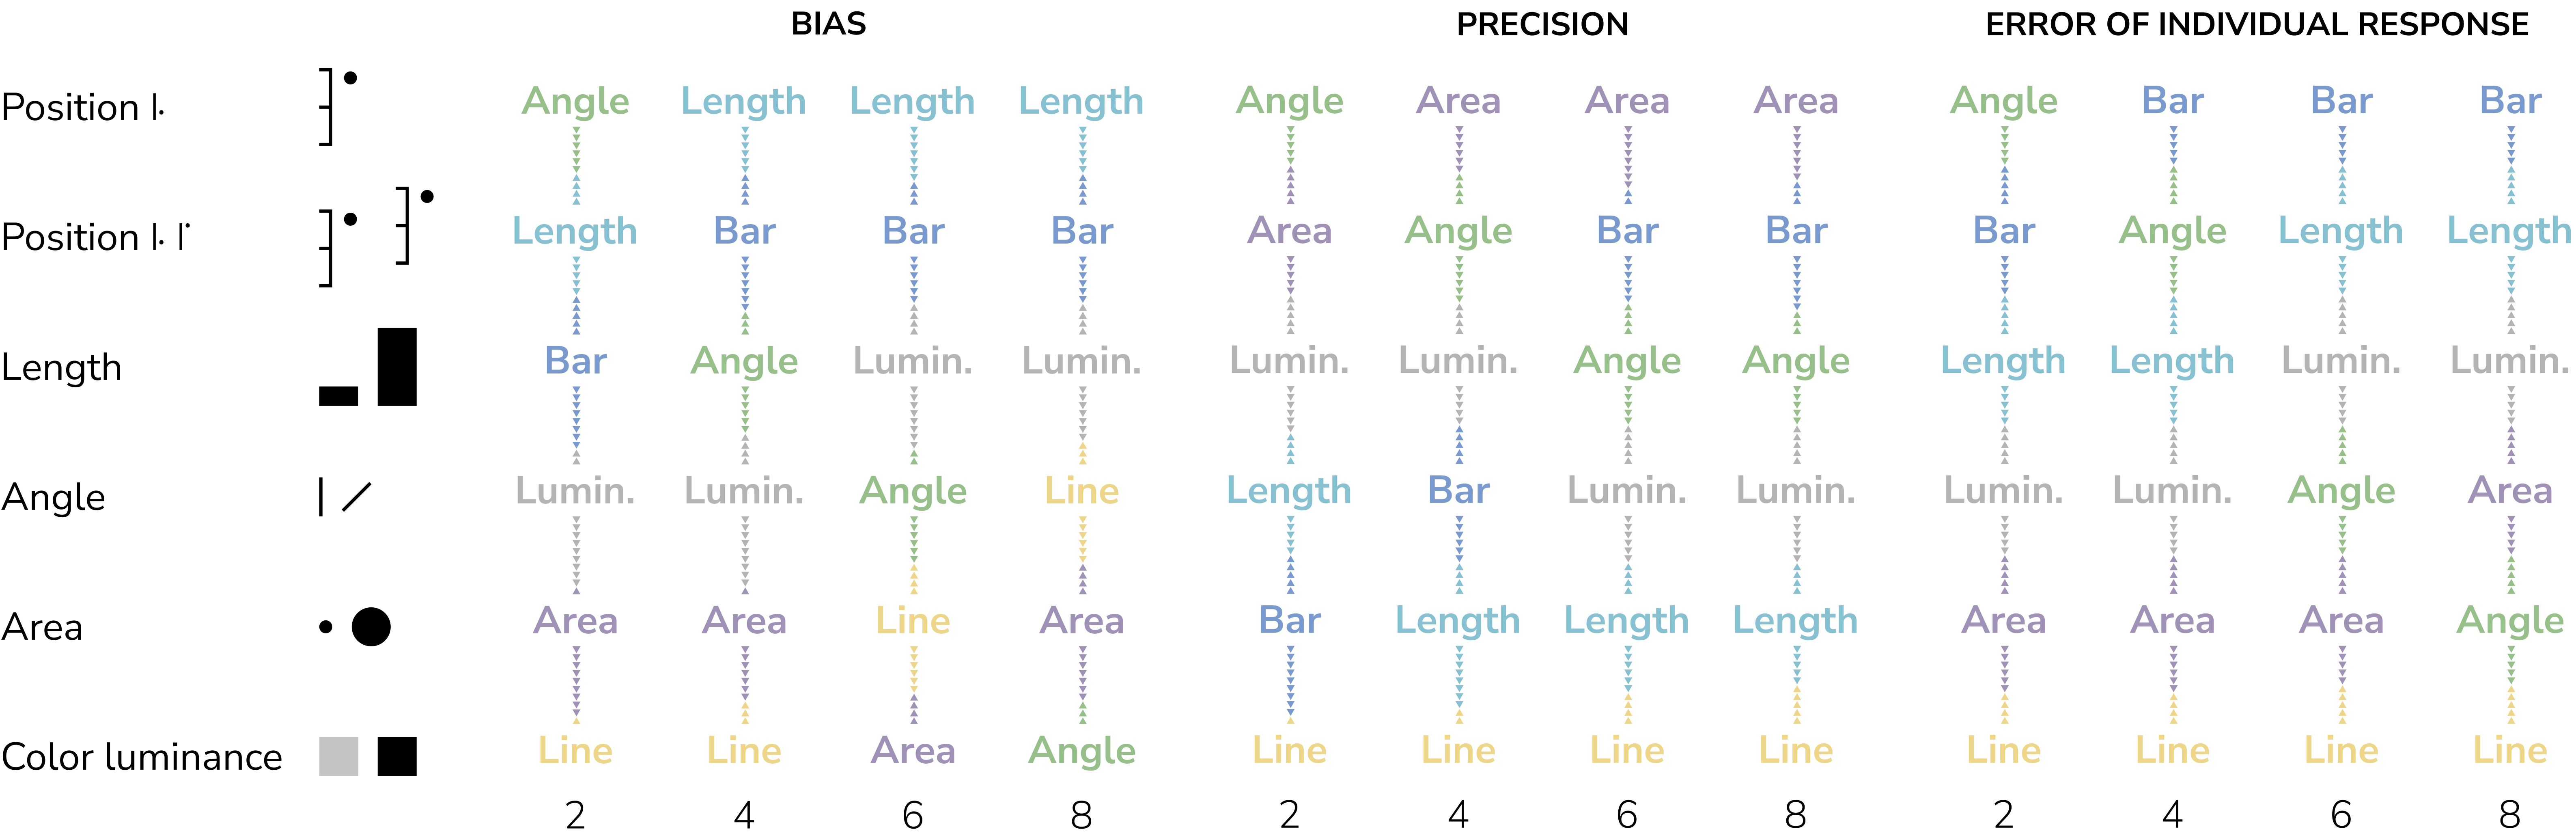 BIAS PRECISION ERROR OF INDIVIDUAL RESPONSE
Position |. Angle Length Length Length Angle Area Area Area Angle Bar Bar Bar
Position |. |˙ Length Bar Bar Bar Area Angle Bar Bar Bar Angle Length Length
Length Bar Angle Lumin. Lumin. Lumin. Lumin. Angle Angle Length Length Lumin. Lumin.
Angle Lumin. Lumin. Angle Line Length Bar Lumin. Lumin. Lumin. Lumin. Angle Area
Area Area Area Line Area Bar Length Length Length Area Area Area Angle
Color luminance Line Line Area Angle Line Line Line Line Line Line Line Line
2 4 6 8 2 4 6 8 2 4 6 8